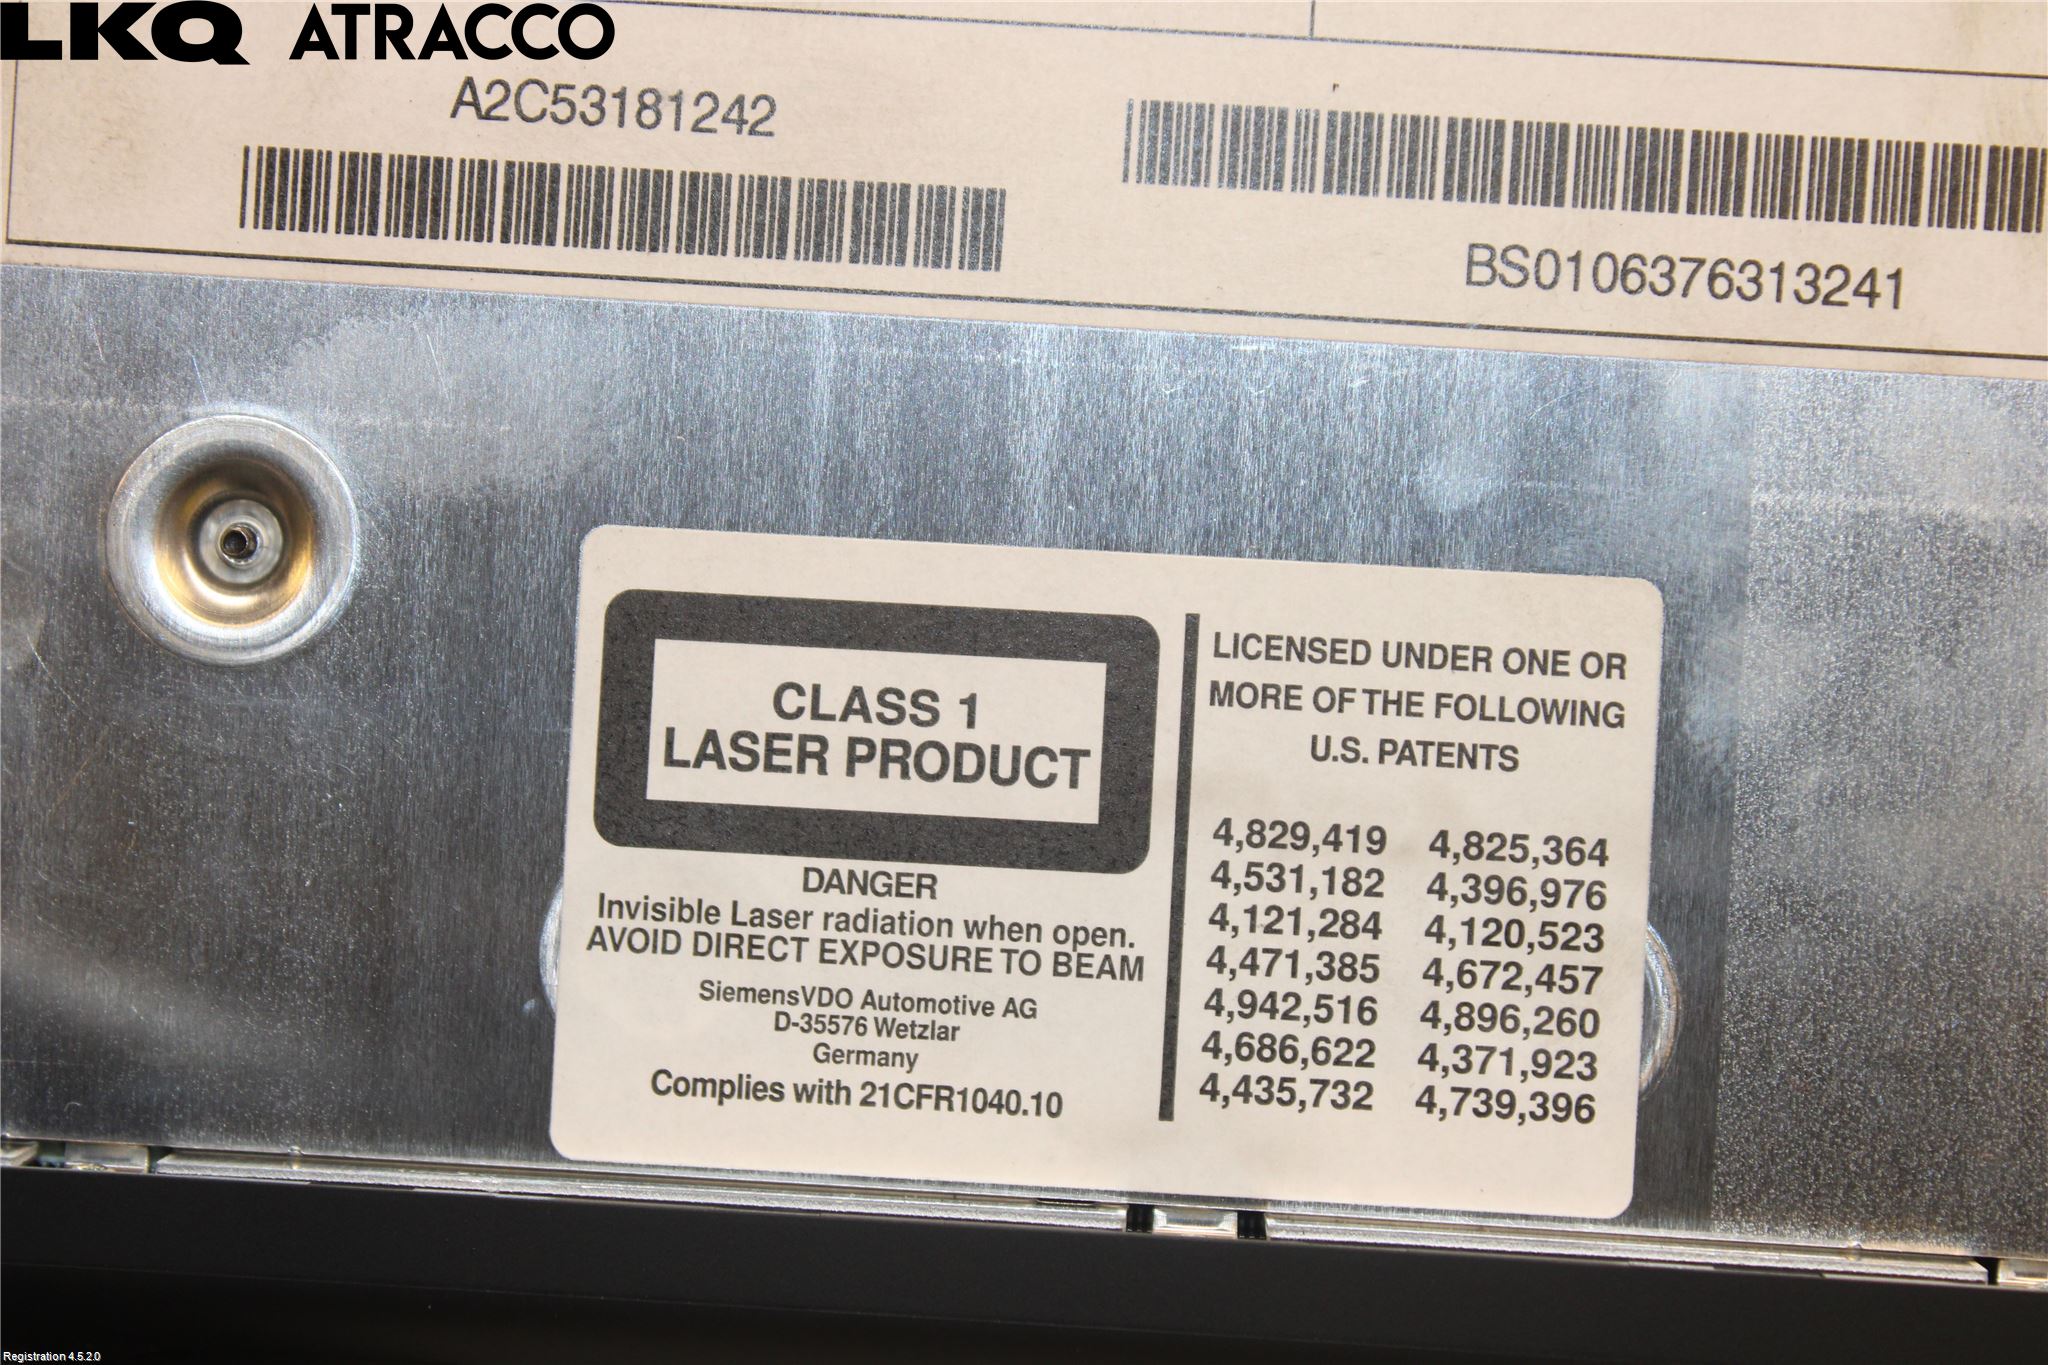 LKQ ATRACCO
A2C53181242
BS0106376313241
CLASS 1
LASER PRODUCT
DANGER
Invisible Laser radiation when open.
AVOID DIRECT EXPOSURE TO BEAM
SiemensVDO Automotive AG
D-35576 Wetzlar
Germany
Complies with 21CFR1040.10
LICENSED UNDER ONE OR
MORE OF THE FOLLOWING
U.S. PATENTS
4,829,419 4,825,364
4,531,182 4,396,976
4,121,284 4,120,523
4,471,385 4,672,457
4,942,516 4,896,260
4,686,622 4,371,923
4,435,732 4,739,396
Registration 4.5.2.0